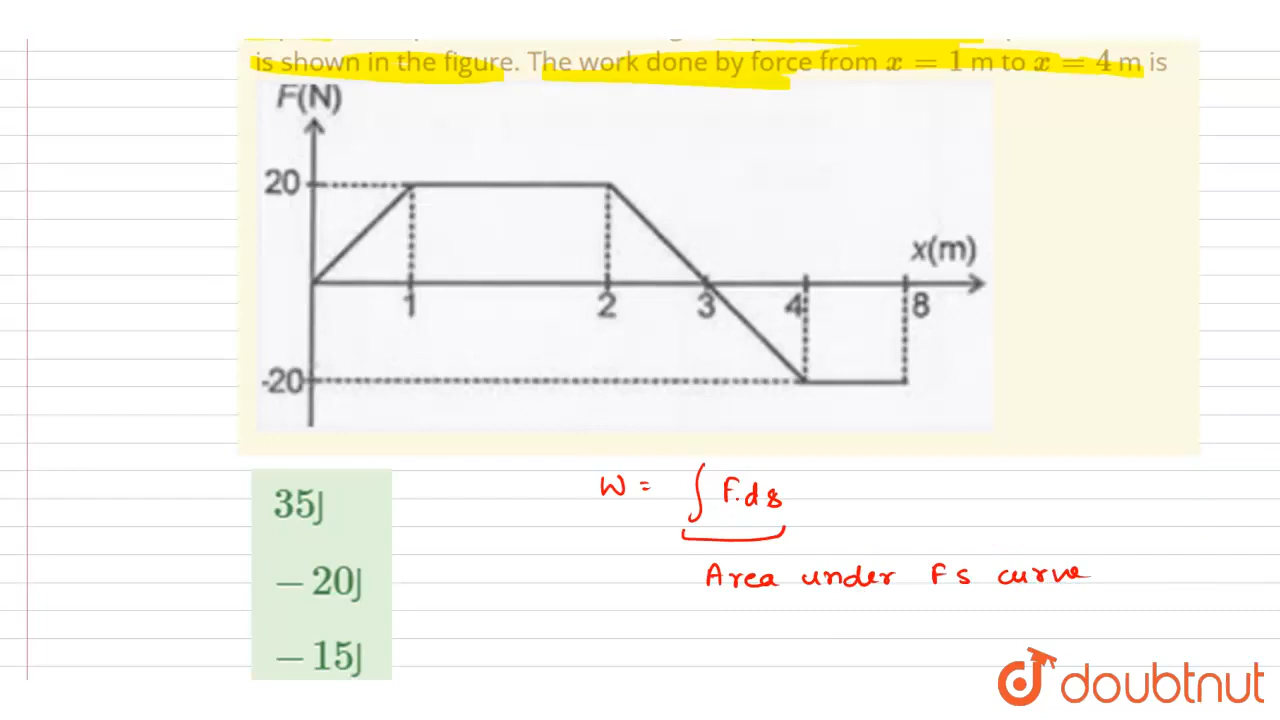 is shown in the figure. The work done by force from x = 1 m to x = 4 m is
F(N)
20
x(m)
1 2 3 4 8
-20
W = ∫ F.ds
Area under Fs curve
35J
− 20J
− 15J
doubtnut